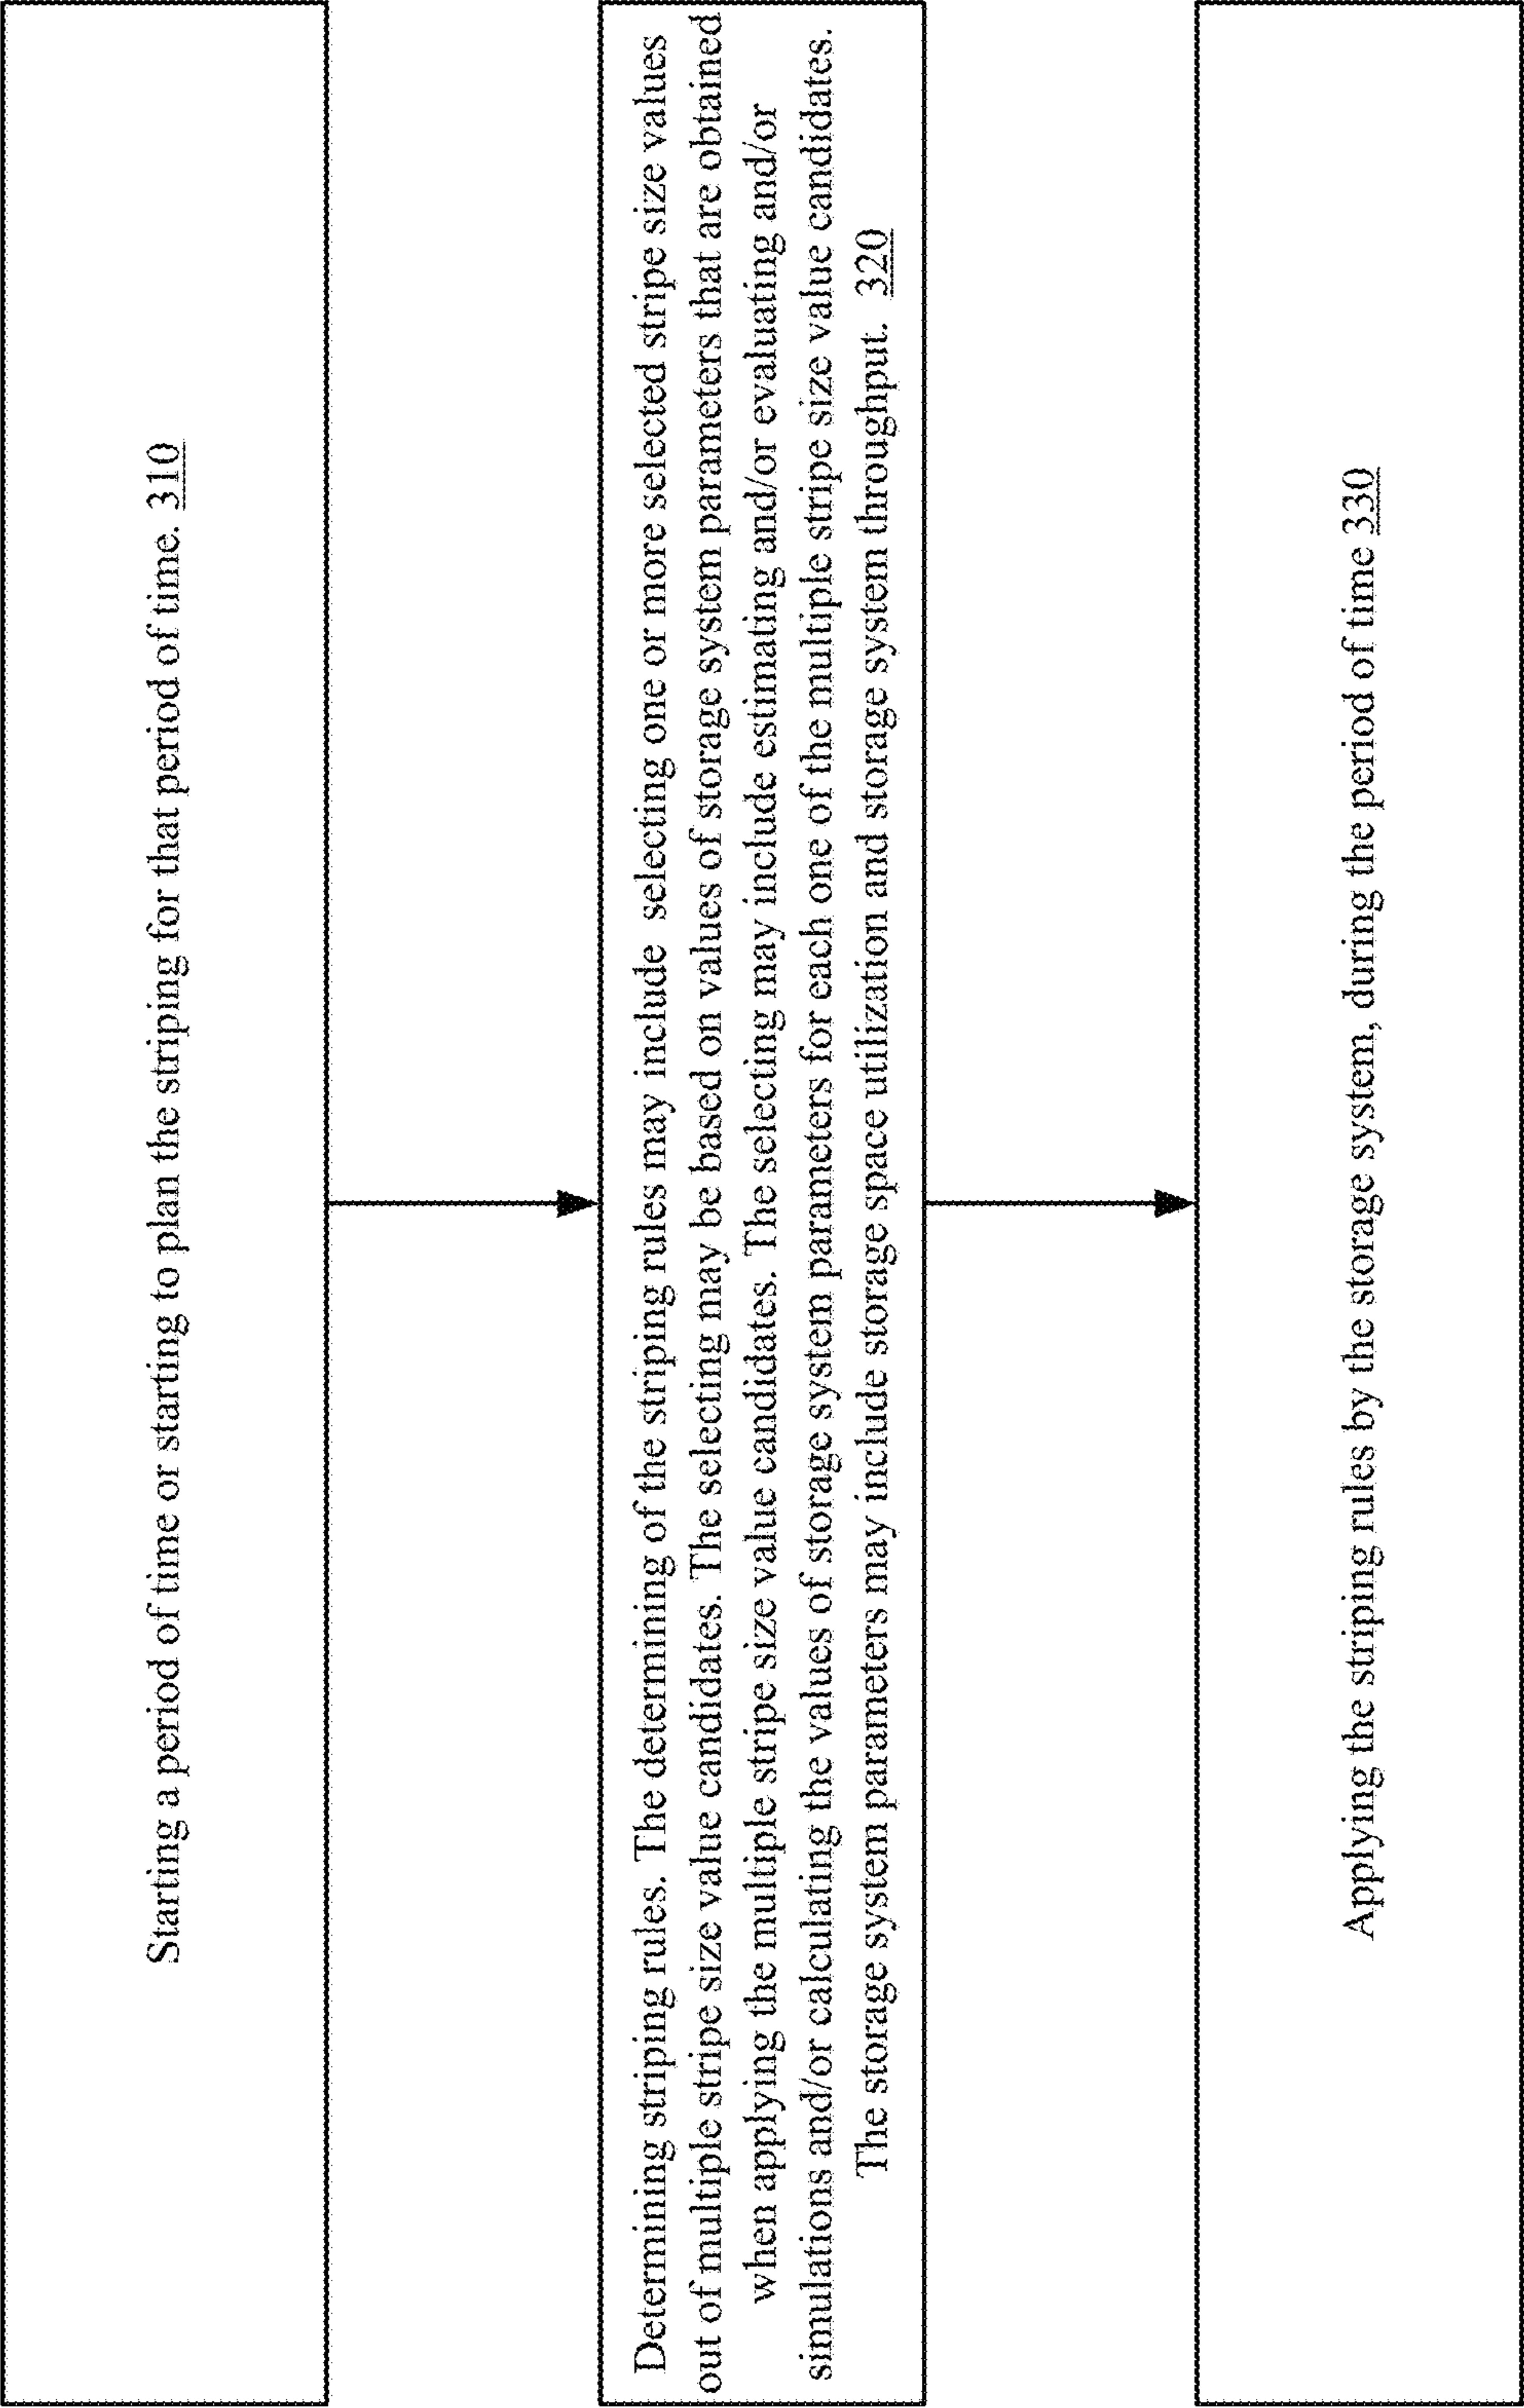 Starting a period of time or starting to plan the striping for that period of time. 310
Determining striping rules. The determining of the striping rules may include selecting one or more selected stripe size values
out of multiple stripe size value candidates. The selecting may be based on values of storage system parameters that are obtained
when applying the multiple stripe size value candidates. The selecting may include estimating and/or evaluating and/or
simulations and/or calculating the values of storage system parameters for each one of the multiple stripe size value candidates.
The storage system parameters may include storage space utilization and storage system throughput. 320
Applying the striping rules by the storage system, during the period of time 330